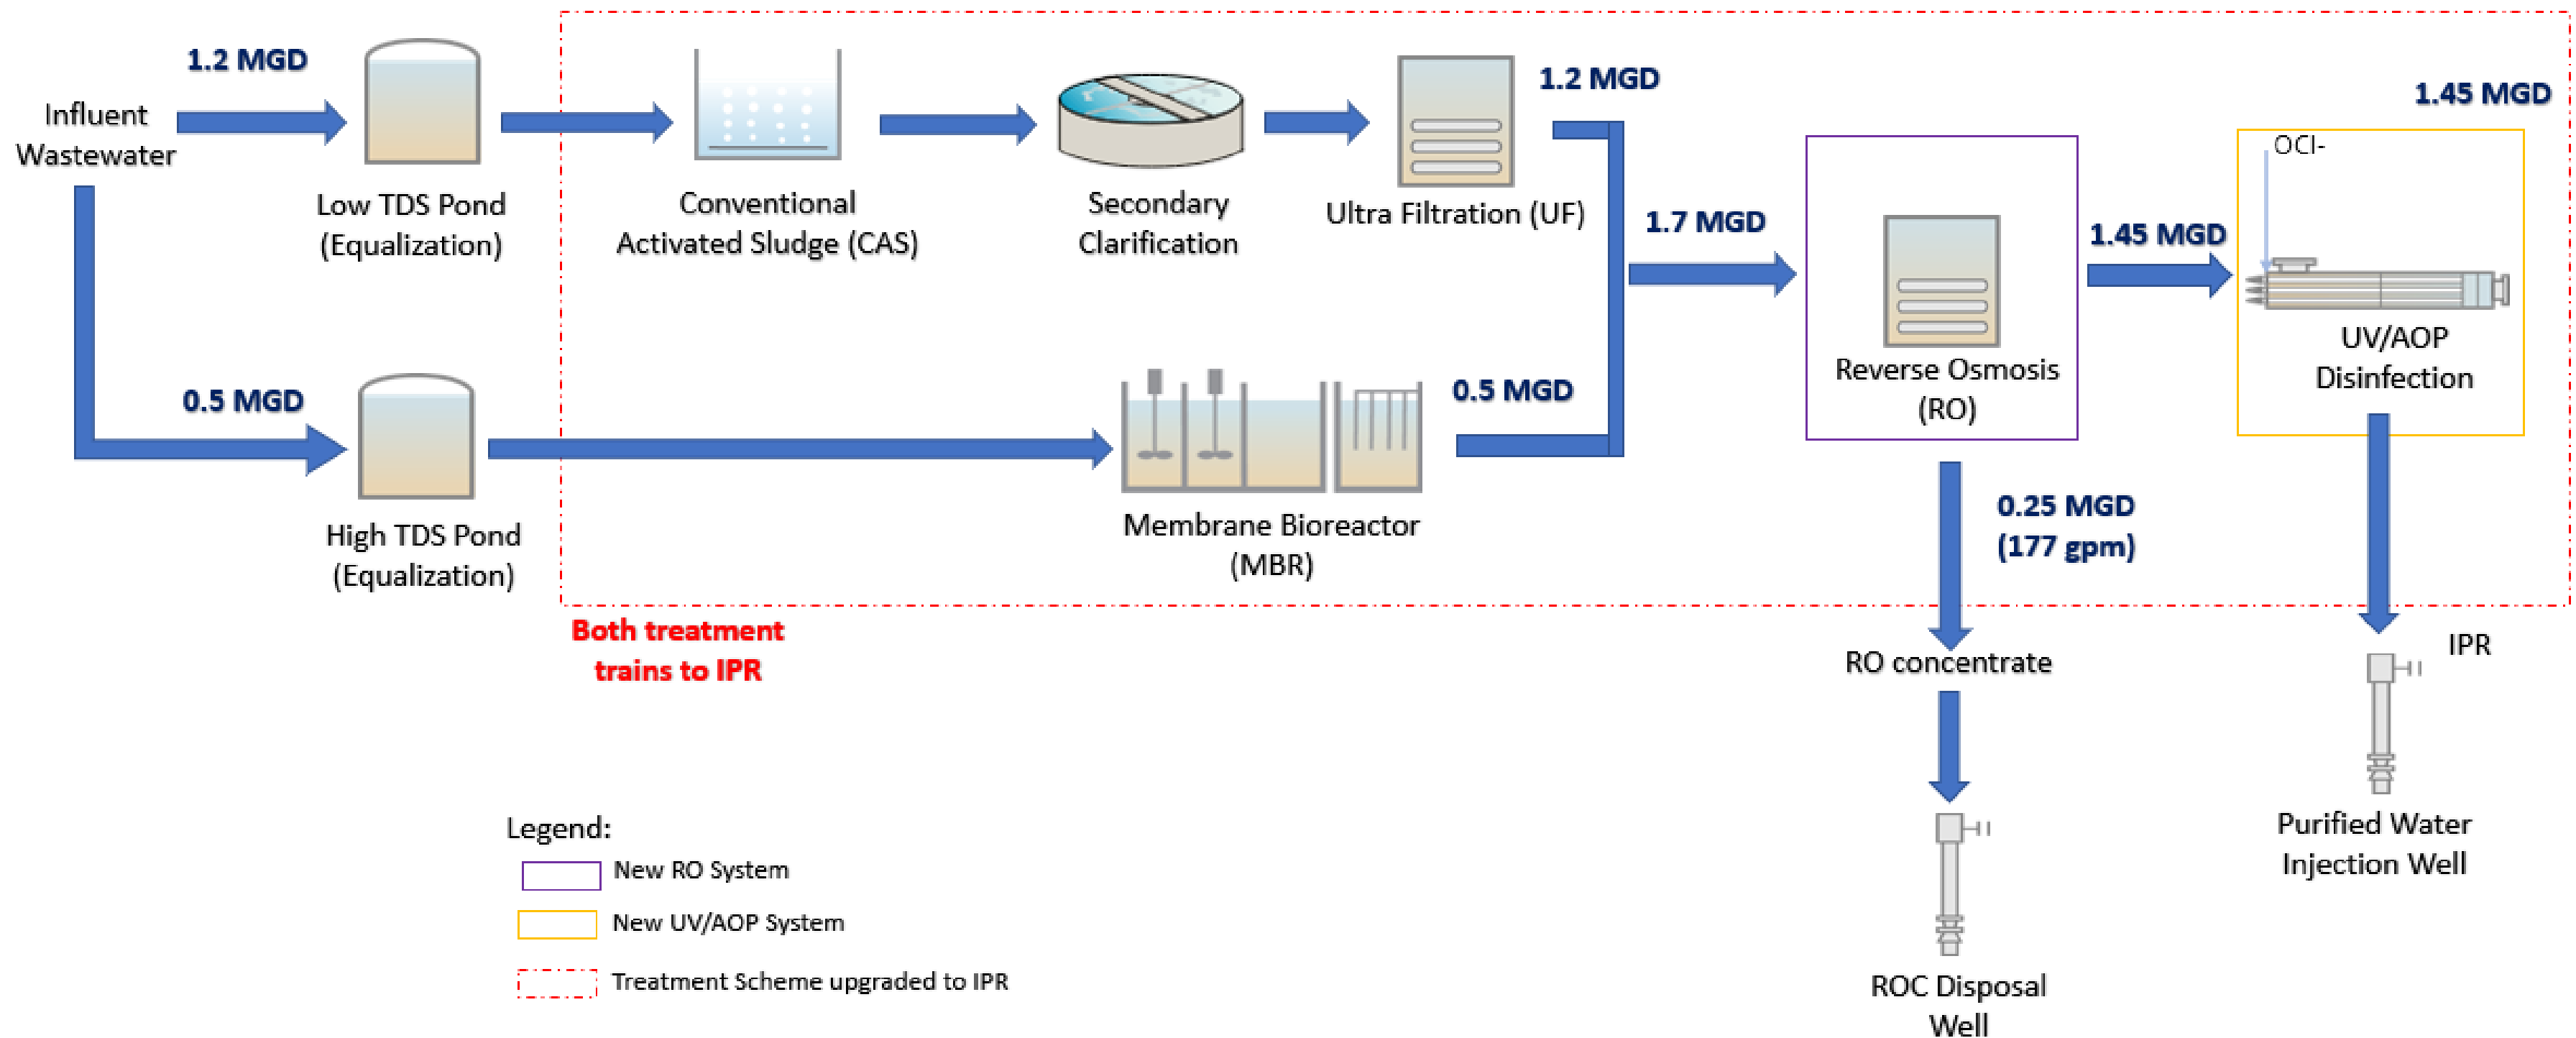 1.2 MGD
Influent
Wastewater
Low TDS Pond
(Equalization)
Conventional
Activated Sludge (CAS)
Secondary
Clarification
Ultra Filtration (UF)
1.2 MGD
1.7 MGD
Reverse Osmosis
(RO)
1.45 MGD
1.45 MGD
OCl-
UV/AOP
Disinfection
0.5 MGD
High TDS Pond
(Equalization)
Membrane Bioreactor
(MBR)
0.5 MGD
0.25 MGD
(177 gpm)
Both treatment
trains to IPR
RO concentrate
IPR
ROC Disposal
Well
Purified Water
Injection Well
Legend:
New RO System
New UV/AOP System
Treatment Scheme upgraded to IPR